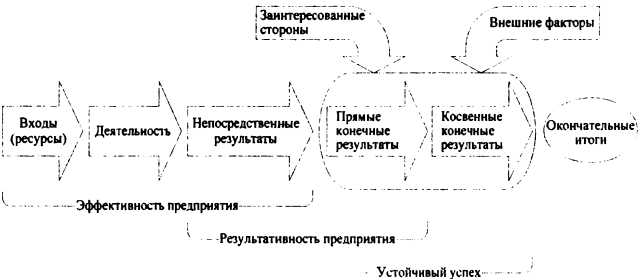 Заинтересованные
стороны
Внешние факторы
Входы
(ресурсы)
Деятельность
Непосредственные
результаты
Прямые
конечные
результаты
Косвенные
конечные
результаты
Окончательные
итоги
Эффективность предприятия
Результативность предприятия
Устойчивый успех